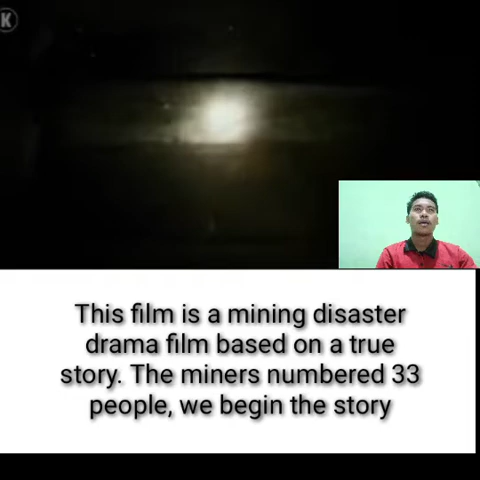 K
This film is a mining disaster
drama film based on a true
story. The miners numbered 33
people, we begin the story